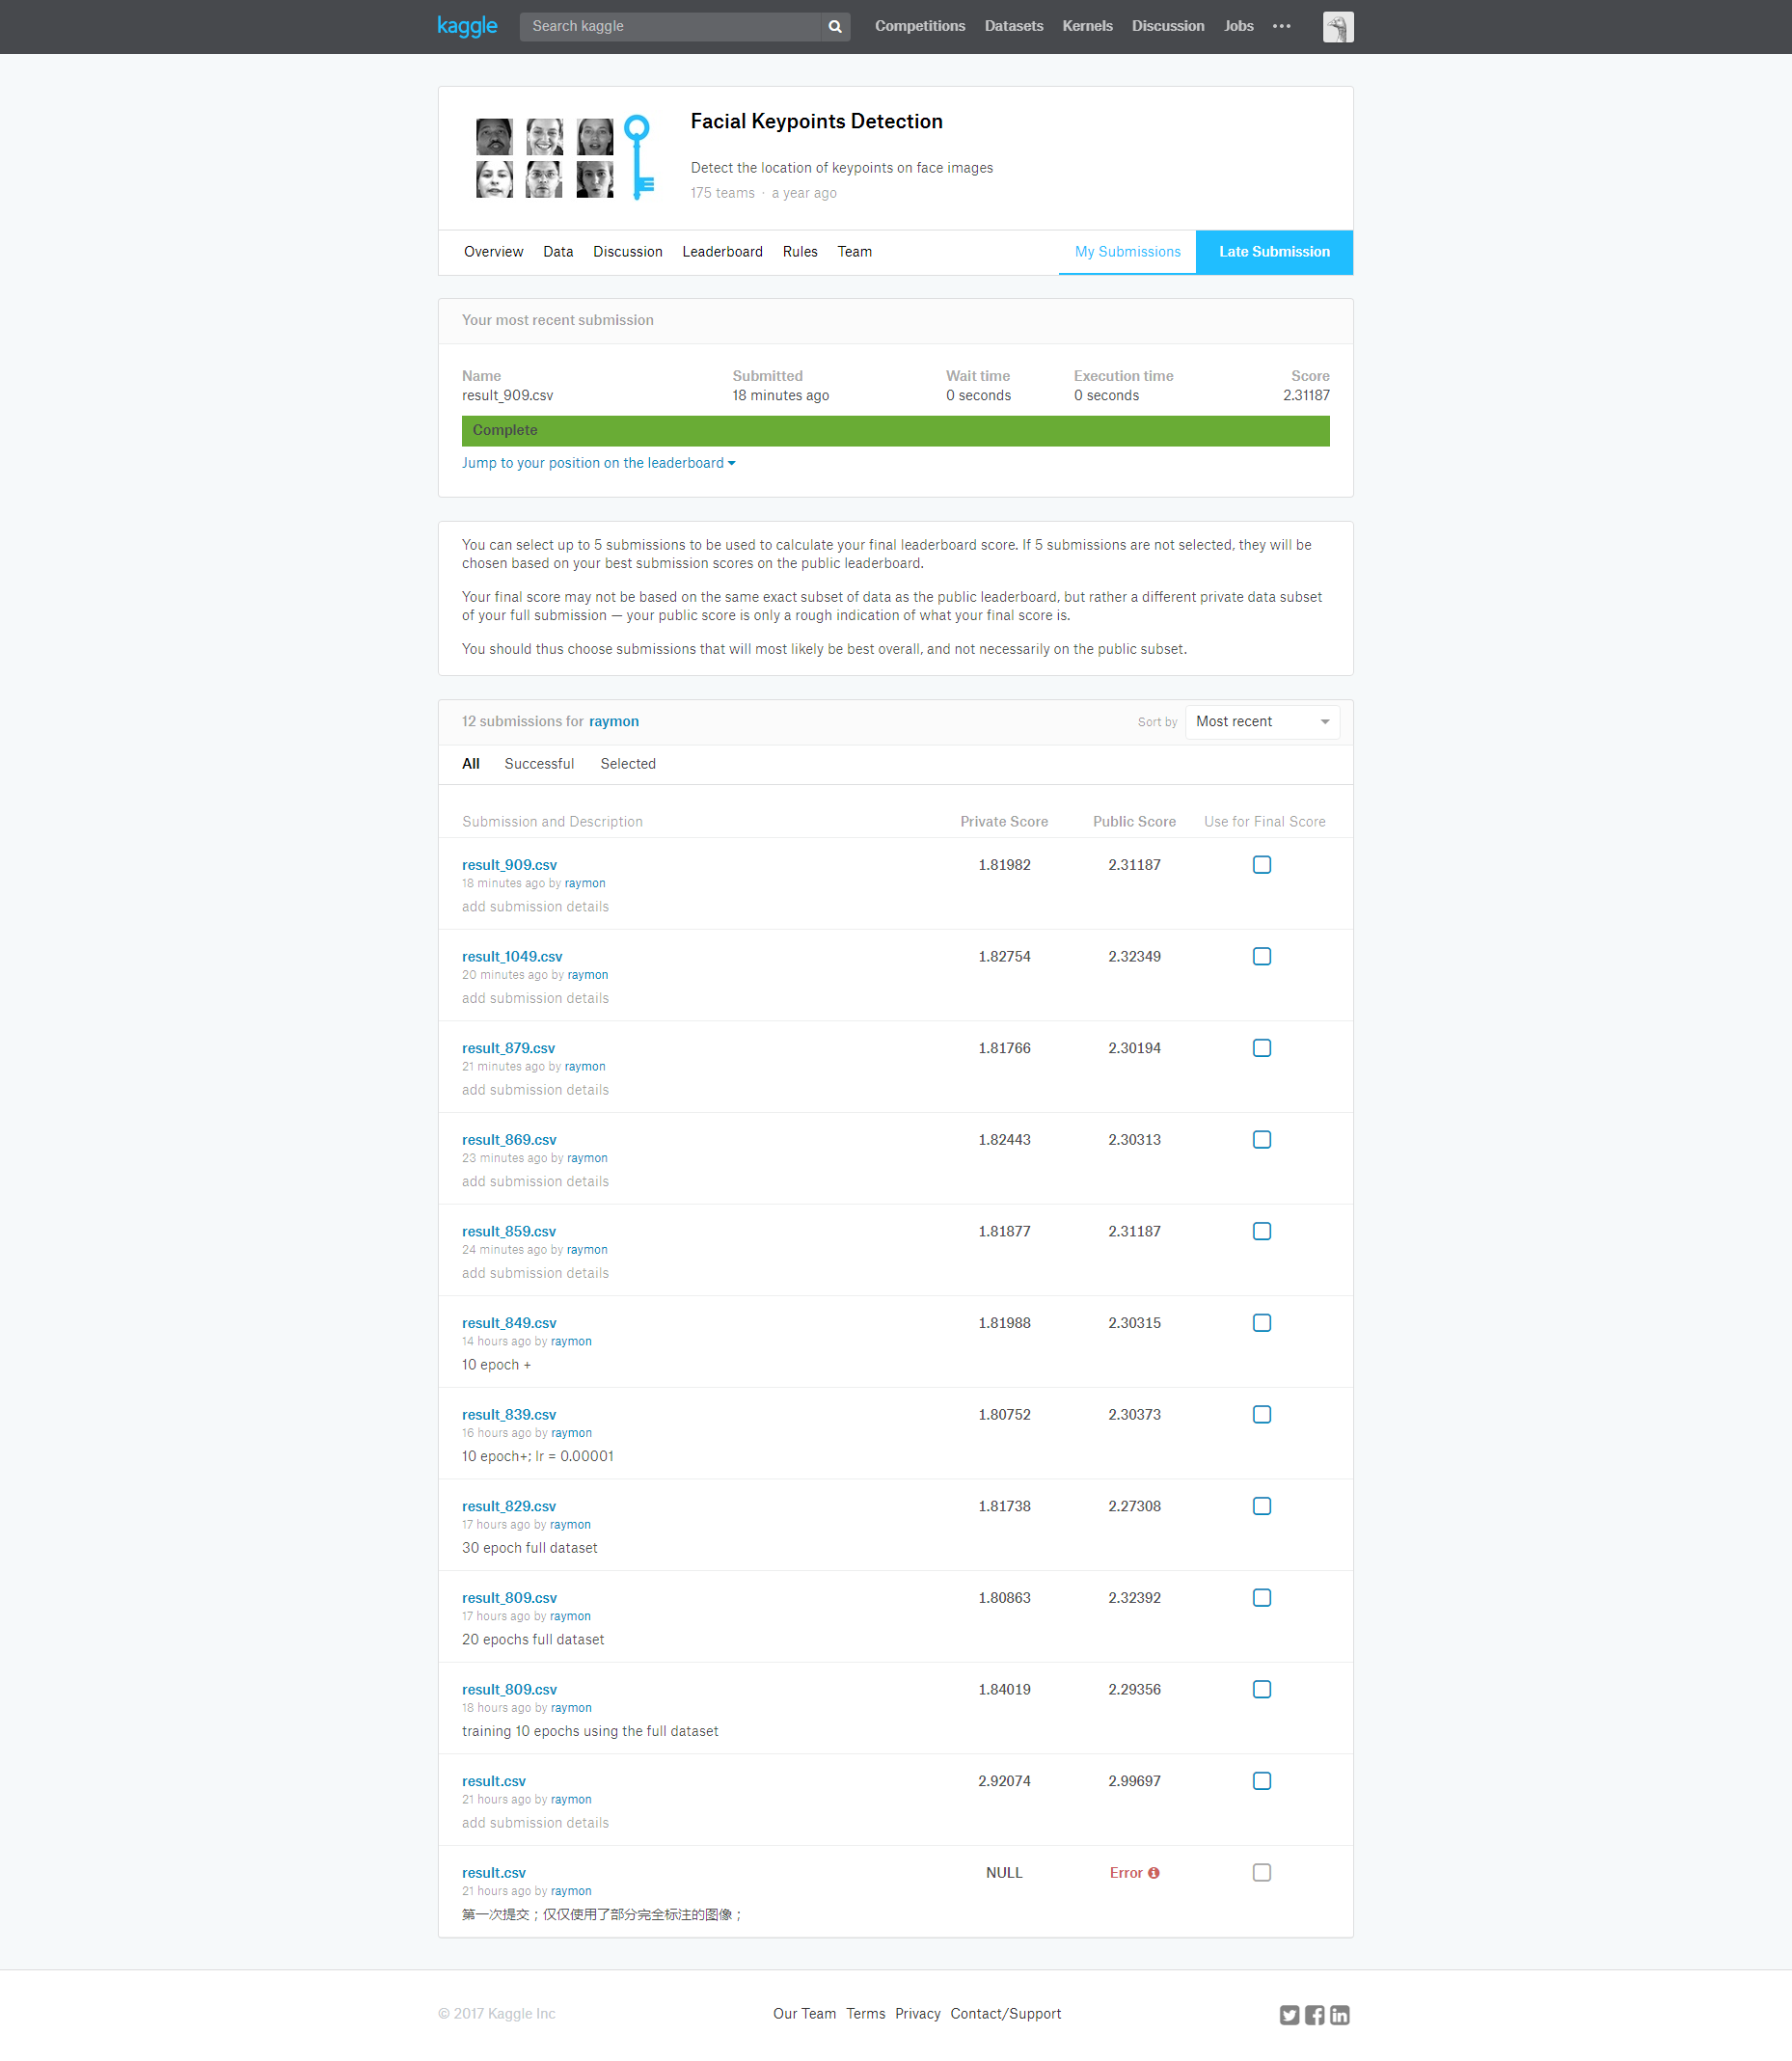 kaggle
Search kaggle
Competitions Datasets Kernels Discussion Jobs
Facial Keypoints Detection
Detect the location of keypoints on face images
175 teams · a year ago
Overview Data Discussion Leaderboard Rules Team My Submissions Late Submission
Your most recent submission
Name Submitted Wait time Execution time Score
result_909.csv 18 minutes ago 0 seconds 0 seconds 2.31187
Complete
Jump to your position on the leaderboard
You can select up to 5 submissions to be used to calculate your final leaderboard score. If 5 submissions are not selected, they will be
chosen based on your best submission scores on the public leaderboard.
Your final score may not be based on the same exact subset of data as the public leaderboard, but rather a different private data subset
of your full submission — your public score is only a rough indication of what your final score is.
You should thus choose submissions that will most likely be best overall, and not necessarily on the public subset.
12 submissions for raymon Sort by Most recent
All Successful Selected
Submission and Description Private Score Public Score Use for Final Score
result_909.csv 1.81982 2.31187
18 minutes ago by raymon
add submission details
result_1049.csv 1.82754 2.32349
20 minutes ago by raymon
add submission details
result_879.csv 1.81766 2.30194
21 minutes ago by raymon
add submission details
result_869.csv 1.82443 2.30313
23 minutes ago by raymon
add submission details
result_859.csv 1.81877 2.31187
24 minutes ago by raymon
add submission details
result_849.csv 1.81988 2.30315
14 hours ago by raymon
10 epoch +
result_839.csv 1.80752 2.30373
16 hours ago by raymon
10 epoch+; lr = 0.00001
result_829.csv 1.81738 2.27308
17 hours ago by raymon
30 epoch full dataset
result_809.csv 1.80863 2.32392
17 hours ago by raymon
20 epochs full dataset
result_809.csv 1.84019 2.29356
18 hours ago by raymon
training 10 epochs using the full dataset
result.csv 2.92074 2.99697
21 hours ago by raymon
add submission details
result.csv NULL Error
21 hours ago by raymon
第一次提交；仅仅使用了部分完全标注的图像；
© 2017 Kaggle Inc Our Team Terms Privacy Contact/Support